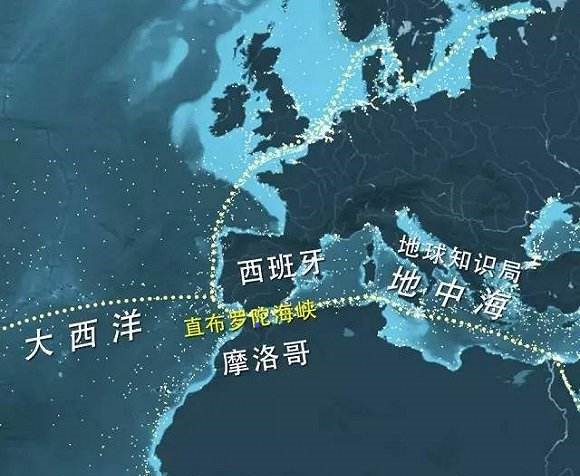 西班牙
地球知识局
地中海
直布罗陀海峡
大西洋
摩洛哥